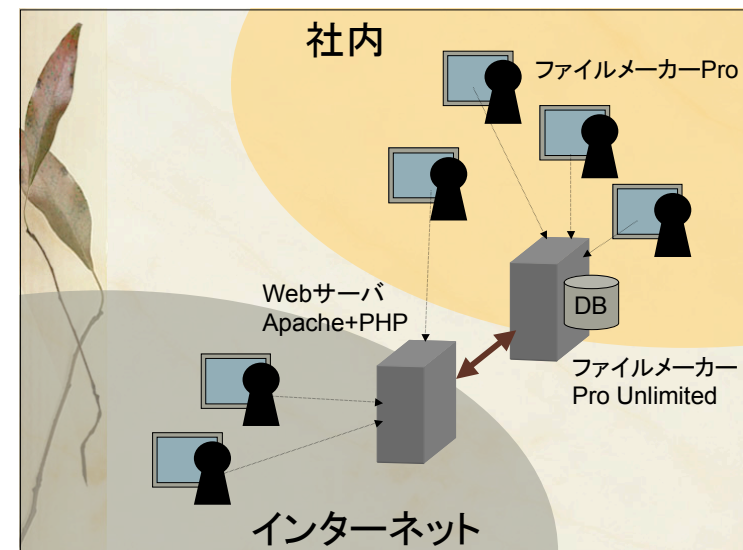 社内
ファイルメーカーPro
Webサーバ
Apache+PHP
DB
ファイルメーカー
Pro Unlimited
インターネット